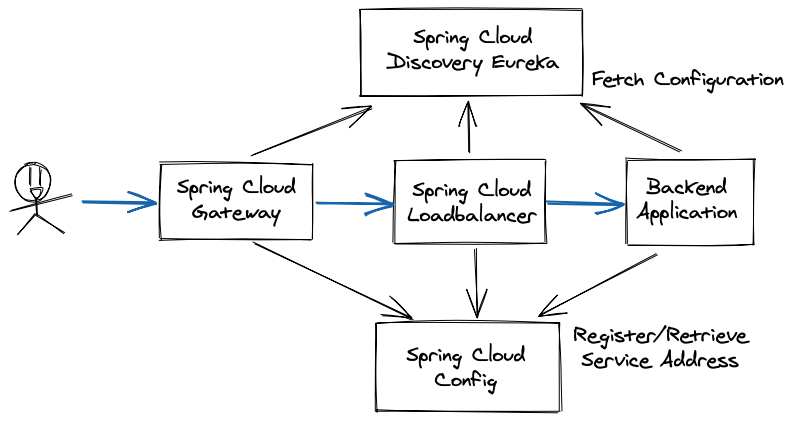 Spring Cloud
Discovery Eureka
Fetch Configuration
Spring Cloud
Gateway
Spring Cloud
Loadbalancer
Backend
Application
Spring Cloud
Config
Register/Retrieve
Service Address